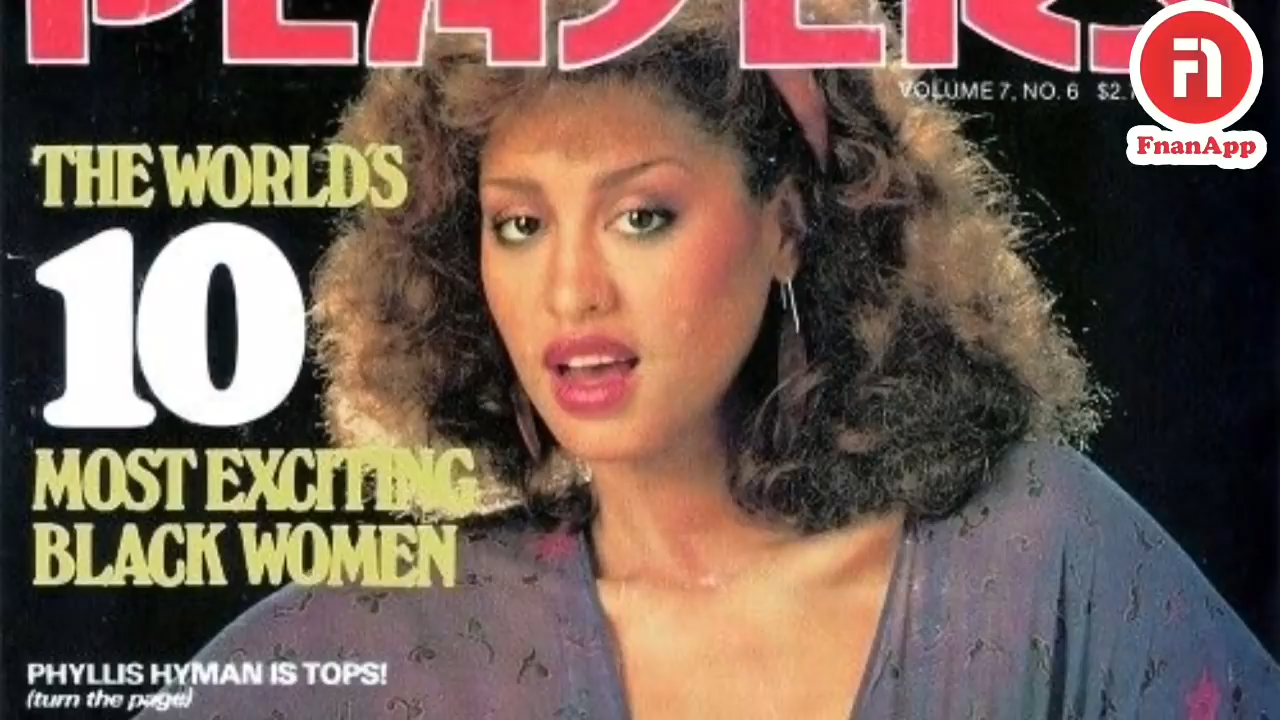 PLAYERS
VOLUME 7, NO. 6 $2.
FnanApp
THE WORLD'S
10
MOST EXCITING
BLACK WOMEN
PHYLLIS HYMAN IS TOPS!
(turn the page)